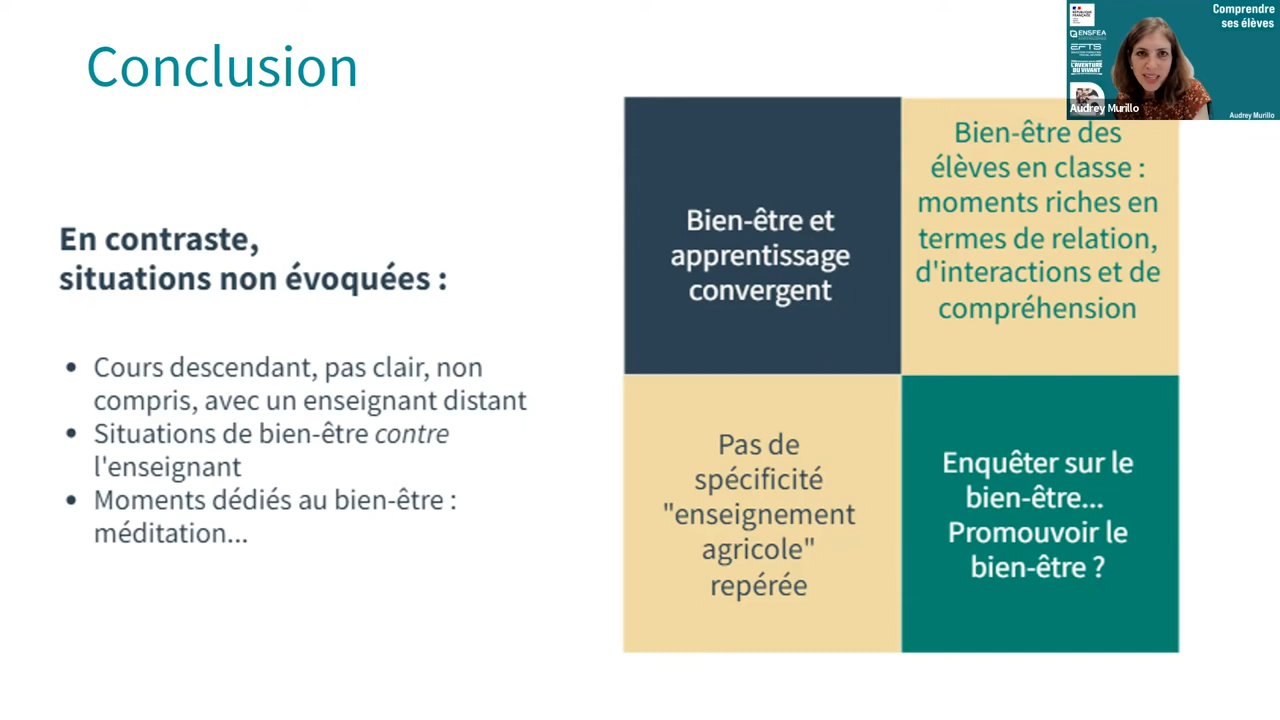 Conclusion
En contraste,
situations non évoquées :
• Cours descendant, pas clair, non
compris, avec un enseignant distant
• Situations de bien-être contre
l'enseignant
• Moments dédiés au bien-être :
méditation...
Bien-être et
apprentissage
convergent
Bien-être des
élèves en classe :
moments riches en
termes de relation,
d'interactions et de
compréhension
Pas de
spécificité
"enseignement
agricole"
repérée
Enquêter sur le
bien-être...
Promouvoir le
bien-être ?
Comprendre
ses élèves
RÉPUBLIQUE
FRANÇAISE
ENSFEA
EFTS
L'AVENTURE
DU VIVANT
Audrey Murillo
Audrey Murillo